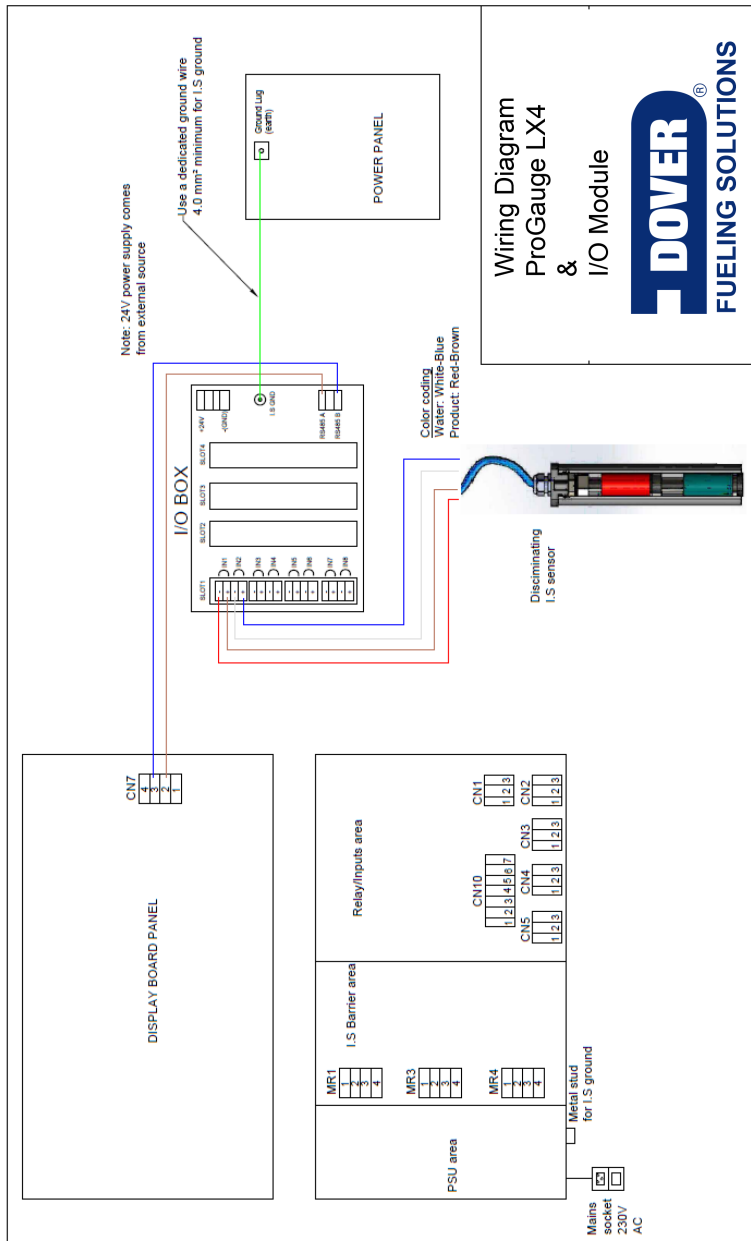 DISPLAY BOARD PANEL
CN7
4
3
2
1
I/O BOX
SLOT1
SLOT2
SLOT3
SLOT4
- + - + - + - + - + - + - + - +
IN1
IN2
IN3
IN4
IN5
IN6
IN7
IN8
+24V
-(GND)
I.S GND
RS485 A
RS485 B
Note: 24V power supply comes
from external source
Use a dedicated ground wire
4.0 mm² minimum for I.S ground
Ground Lug
(earth)
POWER PANEL
PSU area
Mains
socket
230V
AC
Metal stud
for I.S ground
I.S Barrier area
MR1
1
2
3
4
MR3
1
2
3
4
MR4
1
2
3
4
Relay/Inputs area
CN10
1 2 3 4 5 6 7
CN1
1 2 3
CN5
1 2 3
CN4
1 2 3
CN3
1 2 3
CN2
1 2 3
Color coding
Water: White-Blue
Product: Red-Brown
Disciminating
I.S sensor
Wiring Diagram
ProGauge LX4
&
I/O Module
DOVER®
FUELING SOLUTIONS